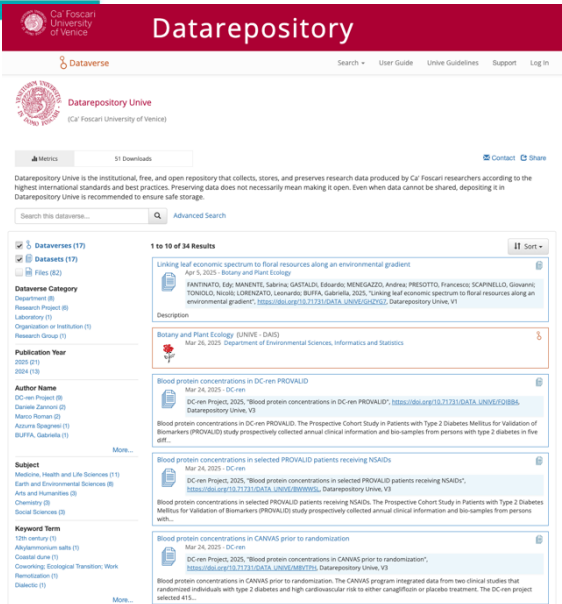 Ca' Foscari
University
of Venice
Datarepository
Dataverse
Search
User Guide
Unive Guidelines
Support
Log In
Datarepository Unive
(Ca' Foscari University of Venice)
Metrics
51 Downloads
Contact
Share
Datarepository Unive is the institutional, free, and open repository that collects, stores, and preserves research data produced by Ca' Foscari researchers according to the
highest international standards and best practices. Preserving data does not necessarily mean making it open. Even when data cannot be shared, depositing it in
Datarepository Unive is recommended to ensure safe storage.
Search this dataverse...
Advanced Search
Dataverses (17)
Datasets (17)
Files (82)
Dataverse Category
Department (8)
Research Project (6)
Laboratory (1)
Organization or Institution (1)
Research Group (1)
Publication Year
2025 (21)
2024 (13)
Author Name
DC-ren Project (9)
Daniele Zannoni (2)
Marco Roman (2)
Azzurra Spagnesi (1)
BUFFA, Gabriella (1)
More...
Subject
Medicine, Health and Life Sciences (11)
Earth and Environmental Sciences (8)
Arts and Humanities (3)
Chemistry (3)
Social Sciences (3)
Keyword Term
12th century (1)
Alkylammonium salts (1)
Coastal dune (1)
Coworking; Ecological Transition; Work
Remotization (1)
Dialectic (1)
More...
1 to 10 of 34 Results
Sort
Linking leaf economic spectrum to floral resources along an environmental gradient
Apr 5, 2025 - Botany and Plant Ecology
FANTINATO, Edy; MANENTE, Sabrina; GASTALDI, Edoardo; MENEGAZZO, Andrea; PRESOTTO, Francesco; SCAPINELLO, Giovanni;
TONIOLO, Nicolò; LORENZATO, Leonardo; BUFFA, Gabriella, 2025, "Linking leaf economic spectrum to floral resources along an
environmental gradient", https://doi.org/10.71731/DATA_UNIVE/GHZYG7, Datarepository Unive, V1
Description
Botany and Plant Ecology (UNIVE - DAIS)
Mar 26, 2025 Department of Environmental Sciences, Informatics and Statistics
Blood protein concentrations in DC-ren PROVALID
Mar 24, 2025 - DC-ren
DC-ren Project, 2025, "Blood protein concentrations in DC-ren PROVALID", https://doi.org/10.71731/DATA_UNIVE/FOJBB4,
Datarepository Unive, V3
Blood protein concentrations in DC-ren PROVALID. The Prospective Cohort Study in Patients with Type 2 Diabetes Mellitus for Validation of
Biomarkers (PROVALID) study prospectively collected annual clinical information and bio-samples from persons with type 2 diabetes in five
diff...
Blood protein concentrations in selected PROVALID patients receiving NSAIDs
Mar 24, 2025 - DC-ren
DC-ren Project, 2025, "Blood protein concentrations in selected PROVALID patients receiving NSAIDs",
https://doi.org/10.71731/DATA_UNIVE/BWWWSL, Datarepository Unive, V3
Blood protein concentrations in selected PROVALID patients receiving NSAIDs. The Prospective Cohort Study in Patients with Type 2 Diabetes
Mellitus for Validation of Biomarkers (PROVALID) study prospectively collected annual clinical information and bio-samples from persons
with...
Blood protein concentrations in CANVAS prior to randomization
Mar 24, 2025 - DC-ren
DC-ren Project, 2025, "Blood protein concentrations in CANVAS prior to randomization",
https://doi.org/10.71731/DATA_UNIVE/M8VTPH, Datarepository Unive, V3
Blood protein concentrations in CANVAS prior to randomization. The CANVAS program integrated data from two clinical studies that
randomized individuals with type 2 diabetes and high cardiovascular risk to either canagliflozin or placebo treatment. The DC-ren project
selected 415...